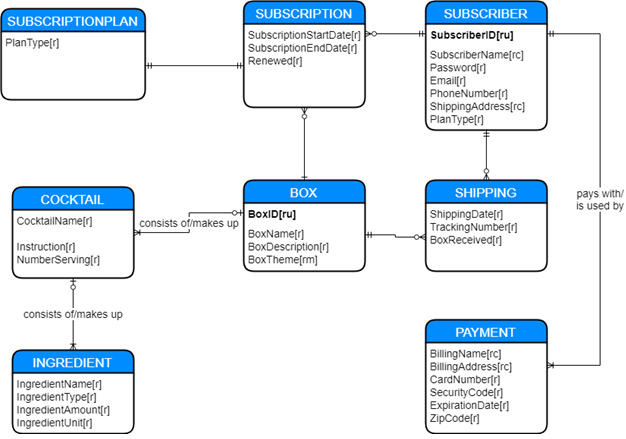 SUBSCRIPTIONPLAN
PlanType[r]
SUBSCRIPTION
SubscriptionStartDate[r]
SubscriptionEndDate[r]
Renewed[r]
SUBSCRIBER
SubscriberID[ru]
SubscriberName[rc]
Password[r]
Email[r]
PhoneNumber[r]
ShippingAddress[rc]
PlanType[r]
pays with/
is used by
COCKTAIL
CocktailName[r]
Instruction[r]
NumberServing[r]
consists of/makes up
BOX
BoxID[ru]
BoxName[r]
BoxDescription[r]
BoxTheme[rm]
SHIPPING
ShippingDate[r]
TrackingNumber[r]
BoxReceived[r]
consists of/makes up
INGREDIENT
IngredientName[r]
IngredientType[r]
IngredientAmount[r]
IngredientUnit[r]
PAYMENT
BillingName[rc]
BillingAddress[rc]
CardNumber[r]
SecurityCode[r]
ExpirationDate[r]
ZipCode[r]